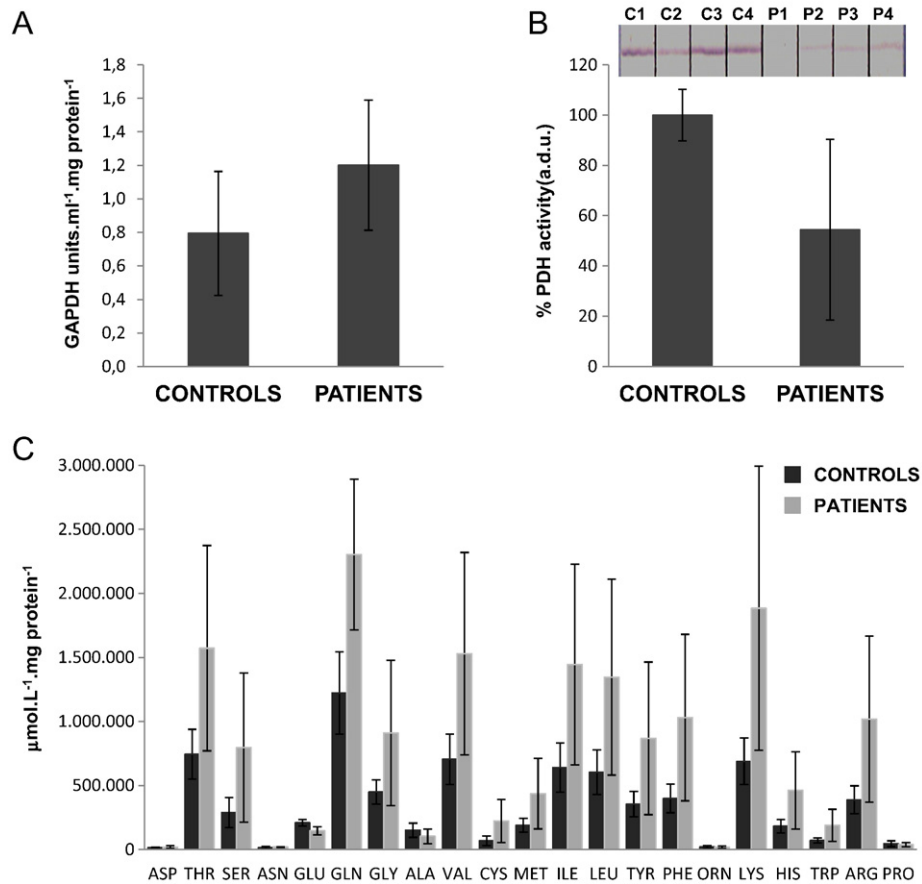 A
GAPDH units.ml⁻¹.mg protein⁻¹
1,8
1,6
1,4
1,2
1,0
0,8
0,6
0,4
0,2
0,0
CONTROLS PATIENTS
B
C1 C2 C3 C4 P1 P2 P3 P4
% PDH activity(a.d.u.)
120
100
80
60
40
20
0
CONTROLS PATIENTS
C
µmol.L⁻¹.mg protein⁻¹
3.000.000
2.500.000
2.000.000
1.500.000
1.000.000
500.000
0
CONTROLS
PATIENTS
ASP THR SER ASN GLU GLN GLY ALA VAL CYS MET ILE LEU TYR PHE ORN LYS HIS TRP ARG PRO